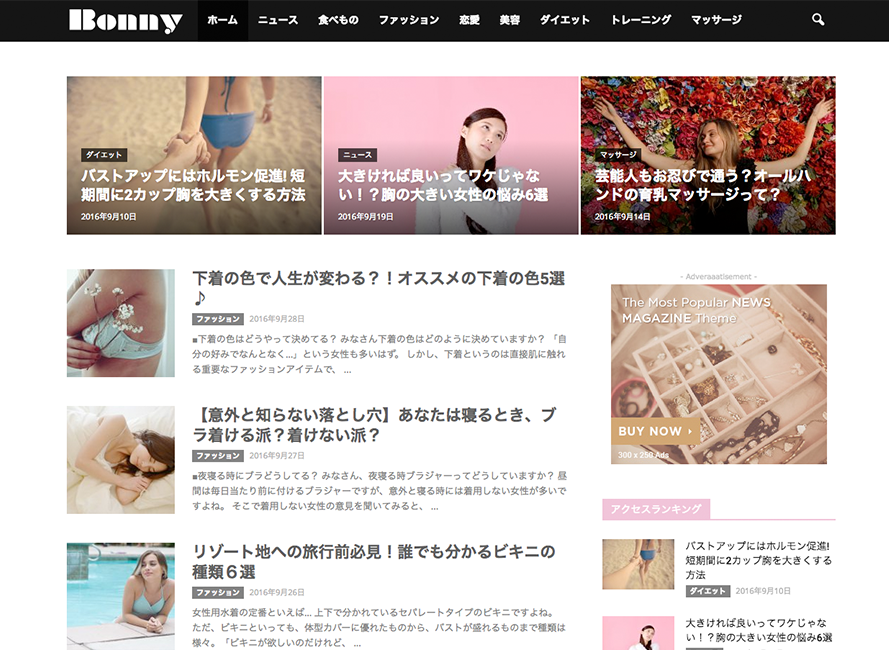 Bonny
ホーム ニュース 食べもの ファッション 恋愛 美容 ダイエット トレーニング マッサージ
ダイエット
バストアップにはホルモン促進! 短
期間に2カップ胸を大きくする方法
2016年9月10日
ニュース
大きければ良いってワケじゃな
い！？胸の大きい女性の悩み6選
2016年9月19日
マッサージ
芸能人もお忍びで通う？オールハ
ンドの育乳マッサージって？
2016年9月14日
下着の色で人生が変わる？！オススメの下着の色5選
♪
ファッション 2016年9月28日
■下着の色はどうやって決めてる？ みなさん下着の色はどのように決めていますか？ 「自
分の好みでなんとなく…」という女性も多いはず。 しかし、下着というのは直接肌に触れ
る重要なファッションアイテムで、 ...
【意外と知らない落とし穴】あなたは寝るとき、ブ
ラ着ける派？着けない派？
ファッション 2016年9月27日
■夜寝る時にブラどうしてる？ みなさん、夜寝る時ブラジャーってどうしていますか？ 昼
間は毎日当たり前に付けるブラジャーですが、意外と寝る時には着用しない女性が多いで
すよね。 そこで着用しない女性の意見を聞いてみると、 ...
リゾート地への旅行前必見！誰でも分かるビキニの
種類６選
ファッション 2016年9月26日
女性用水着の定番といえば... 上下で分かれているセパレートタイプのビキニですよね。
ただ、ビキニといっても、体型カバーに優れたものから、バストが盛れるものまで種類は
様々。「ビキニが欲しいのだけれど、 ...
- Adveraaatisement -
The Most Popular NEWS
MAGAZINE Theme
BUY NOW
300 x 250 Ads
アクセスランキング
バストアップにはホルモン促進!
短期間に2カップ胸を大きくする
方法
ダイエット 2016年9月10日
大きければ良いってワケじゃな
い！？胸の大きい女性の悩み6選